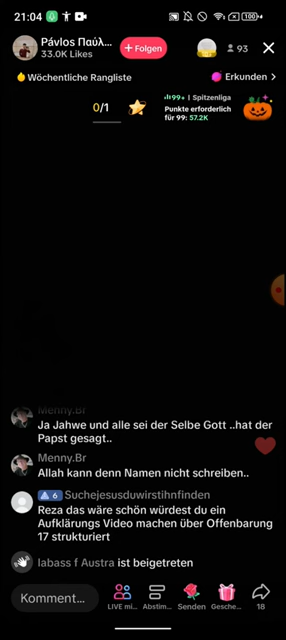 21:04
100
Pávlos Παύλ...
33.0K Likes
+ Folgen
93
Wöchentliche Rangliste
Erkunden >
0/1
99+ | Spitzenliga
Punkte erforderlich
für 99: 57.2K
Menny.Br
Ja Jahwe und alle sei der Selbe Gott ..hat der
Papst gesagt..
Menny.Br
Allah kann denn Namen nicht schreiben..
6 Suchejesusduwirstihnfinden
Reza das wäre schön würdest du ein
Aufklärungs Video machen über Offenbarung
17 strukturiert
labass f Austra ist beigetreten
Komment...
LIVE mi...
Abstim...
Senden
Gesche...
18